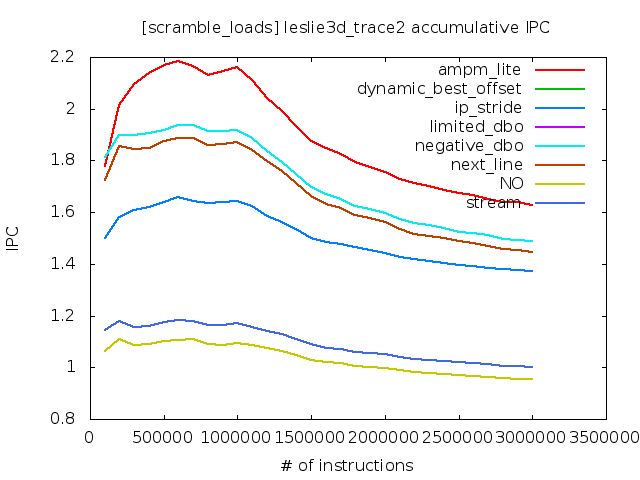 [scramble_loads] leslie3d_trace2 accumulative IPC
2.2
2
1.8
1.6
1.4
1.2
1
0.8
IPC
ampm_lite
dynamic_best_offset
ip_stride
limited_dbo
negative_dbo
next_line
NO
stream
0 500000 1000000 1500000 2000000 2500000 3000000 3500000
# of instructions